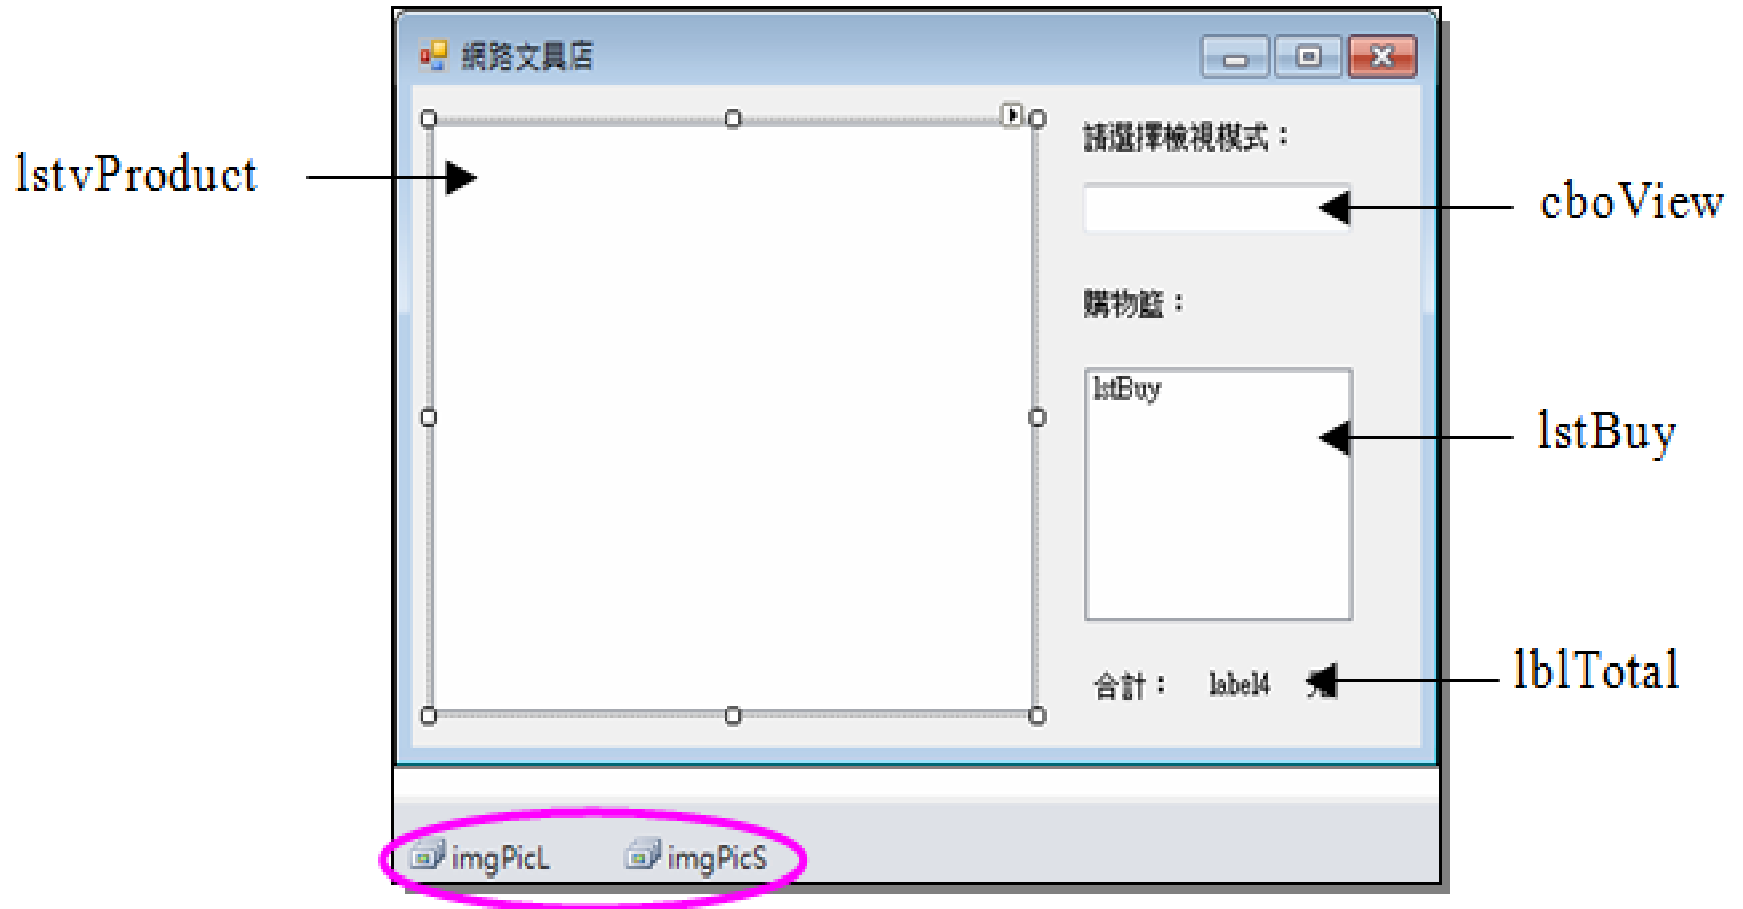 網路文具店
lstvProduct
請選擇檢視模式：
cboView
購物籃：
lstBuy
lstBuy
合計： label4
lblTotal
imgPicL imgPicS